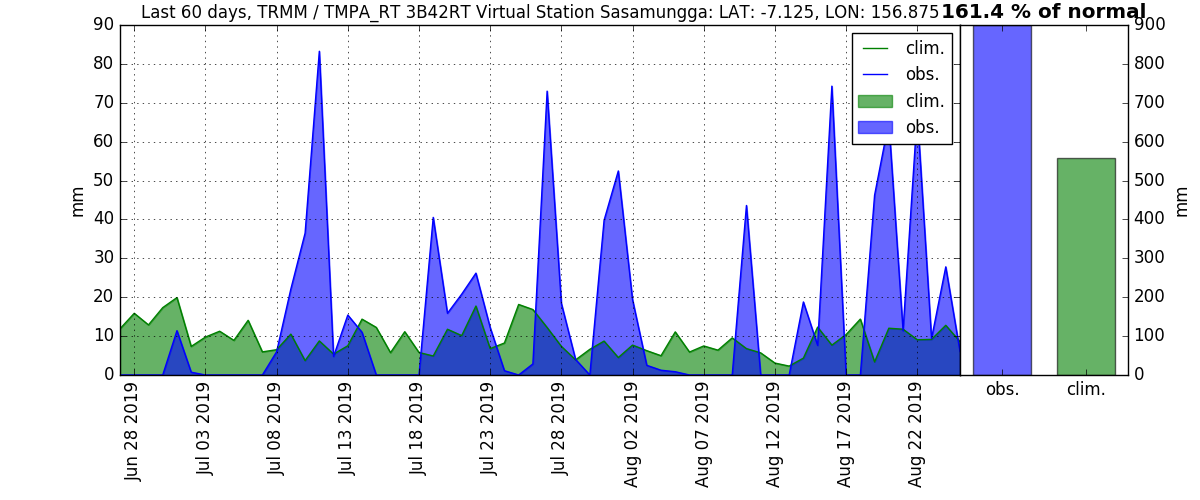 Last 60 days, TRMM / TMPA_RT 3B42RT Virtual Station Sasamungga: LAT: -7.125, LON: 156.875
161.4 % of normal
90
80
70
60
50
40
30
20
10
0
mm
clim.
obs.
clim.
obs.
Jun 28 2019
Jul 03 2019
Jul 08 2019
Jul 13 2019
Jul 18 2019
Jul 23 2019
Jul 28 2019
Aug 02 2019
Aug 07 2019
Aug 12 2019
Aug 17 2019
Aug 22 2019
900
800
700
600
500
400
300
200
100
0
mm
obs.
clim.